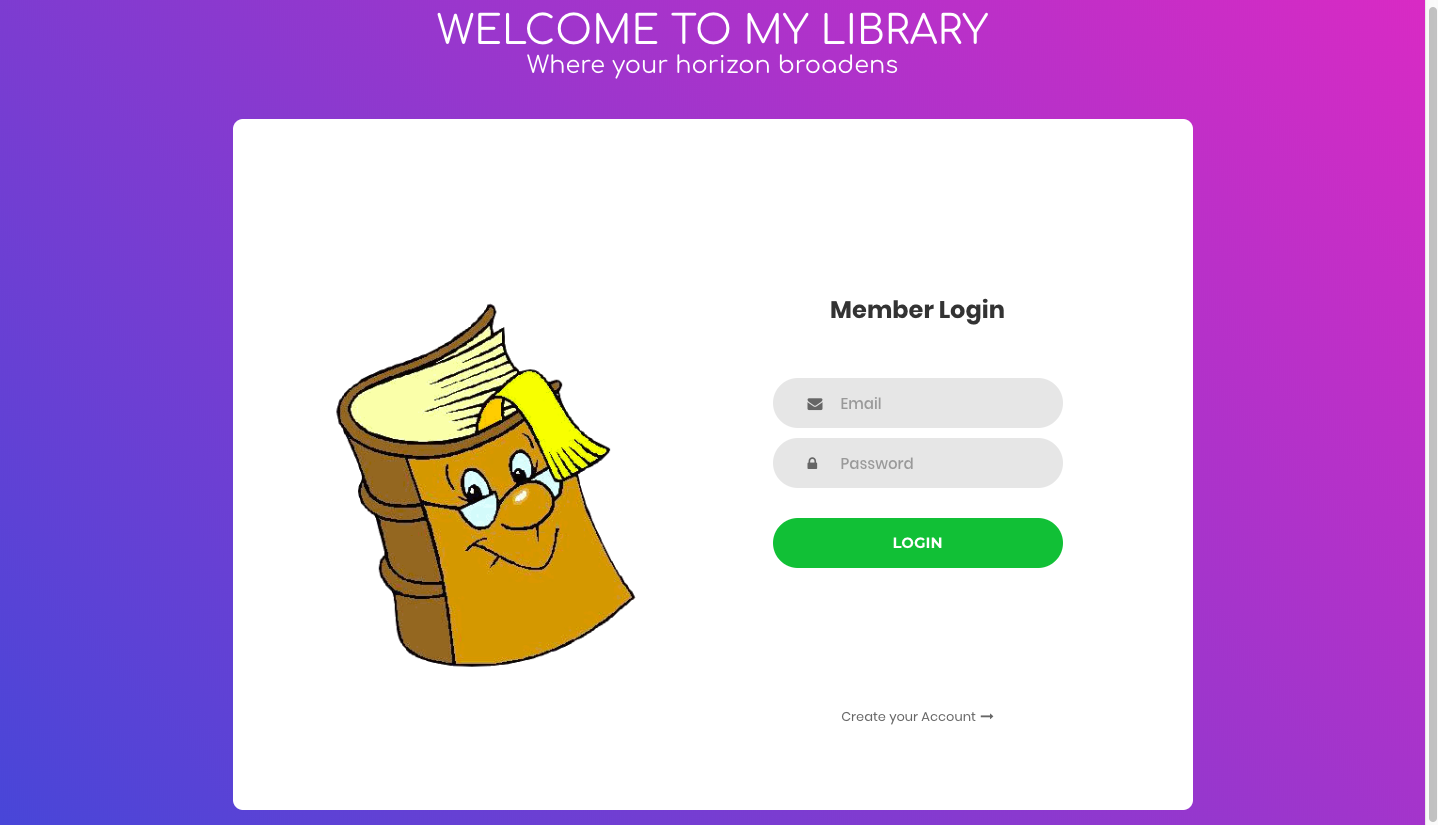 WELCOME TO MY LIBRARY
Where your horizon broadens
Member Login
Email
Password
LOGIN
Create your Account →